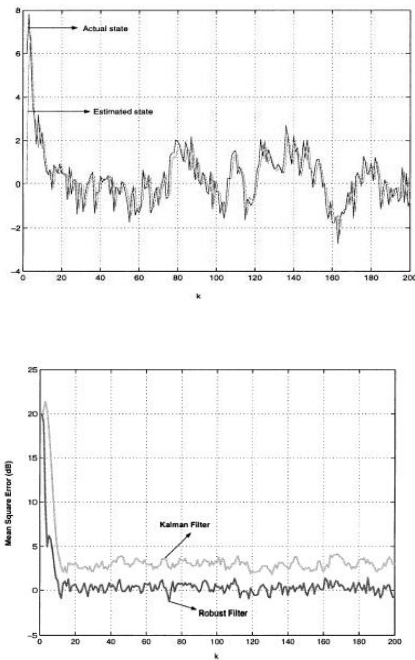 8
Actual state
6
4
Estimated state
2
0
−2
−4
0 20 40 60 80 100 120 140 160 180 200
k
25
20
15
10
5
0
−5
Mean Square Error (dB)
Kalman Filter
Robust Filter
0 20 40 60 80 100 120 140 160 180 200
k